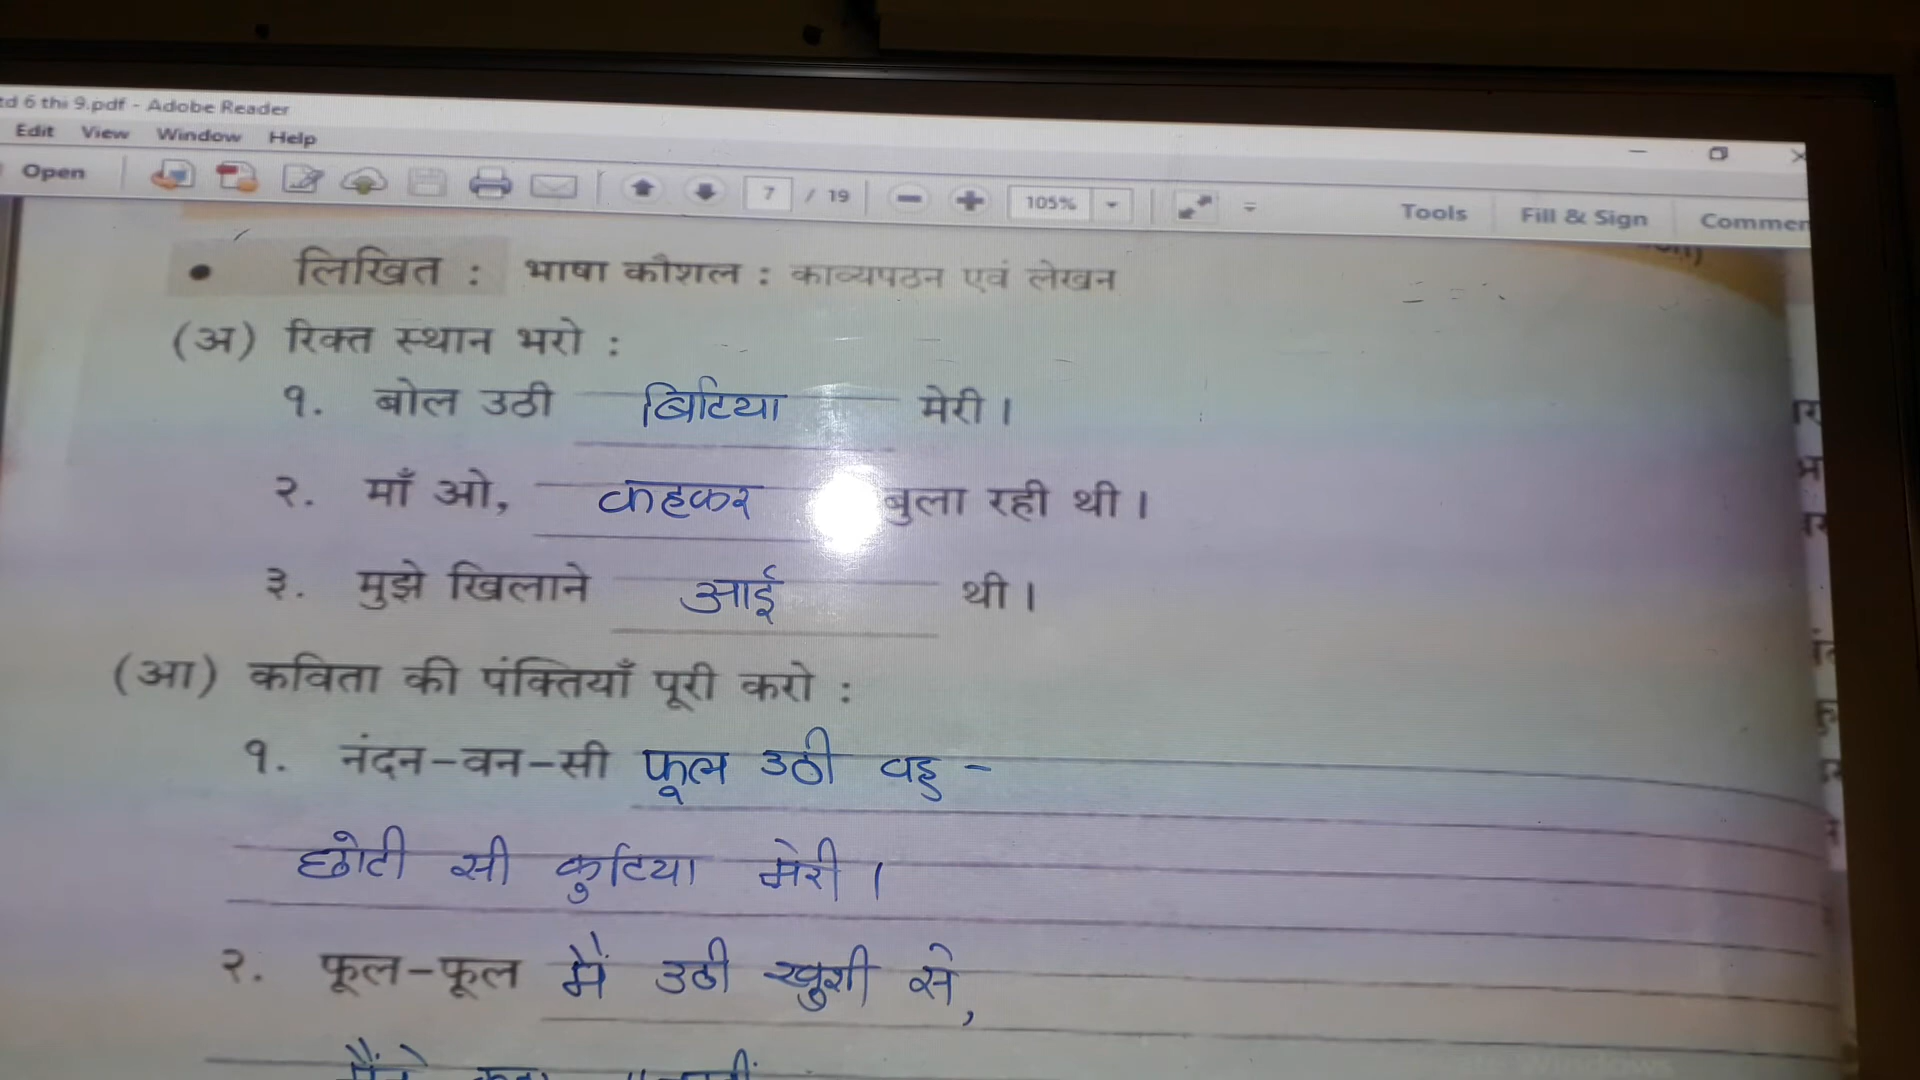 td 6 thi 9.pdf - Adobe Reader
Edit View Window Help
Open 7 / 19 105% Tools Fill & Sign Commen
• लिखित : भाषा कौशल : काव्यपठन एवं लेखन
(अ) रिक्त स्थान भरो :
१. बोल उठी बिटिया मेरी।
२. माँ ओ, कहकर बुला रही थी।
३. मुझे खिलाने आई थी।
(आ) कविता की पंक्तियाँ पूरी करो :
१. नंदन-वन-सी फूल उठी वह -
छोटी सी कुटिया मेरी।
२. फूल-फूल मैं उठी खुशी से,